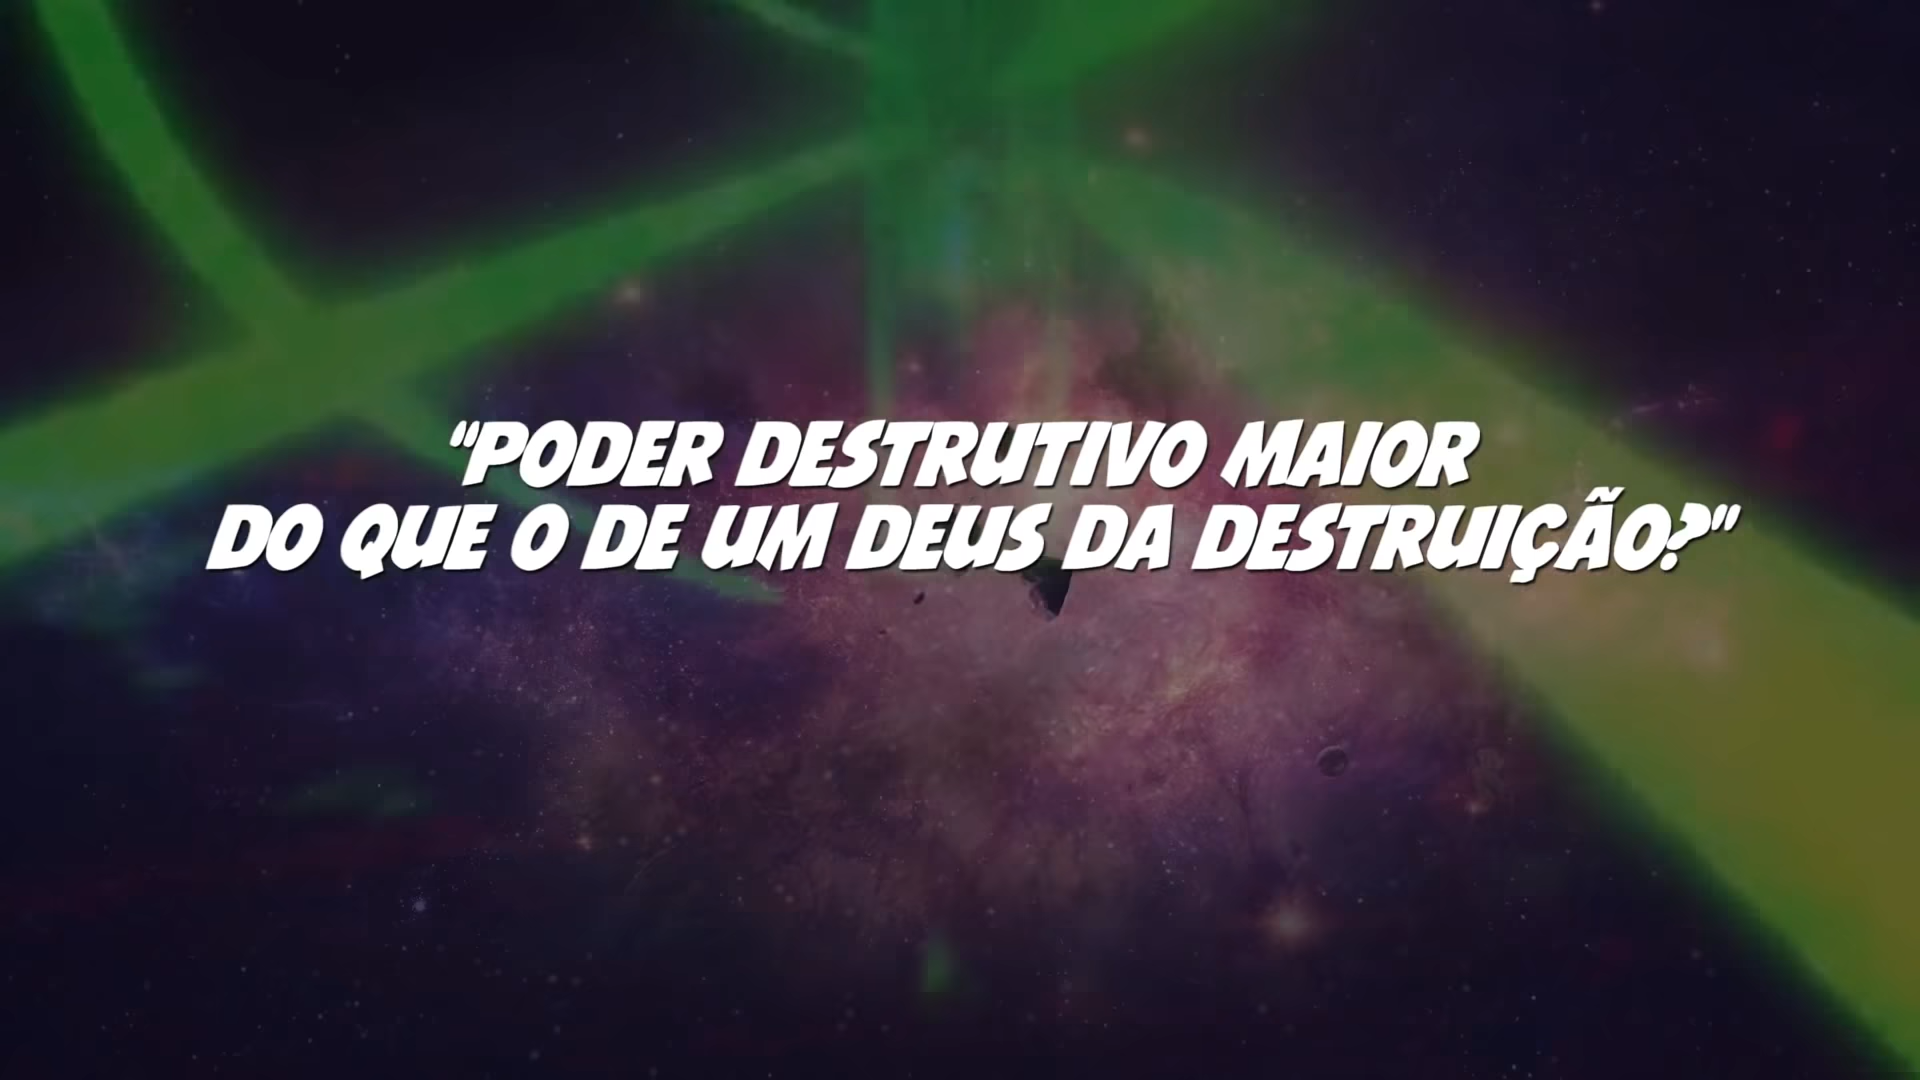 “PODER DESTRUTIVO MAIOR
DO QUE O DE UM DEUS DA DESTRUIÇÃO?”